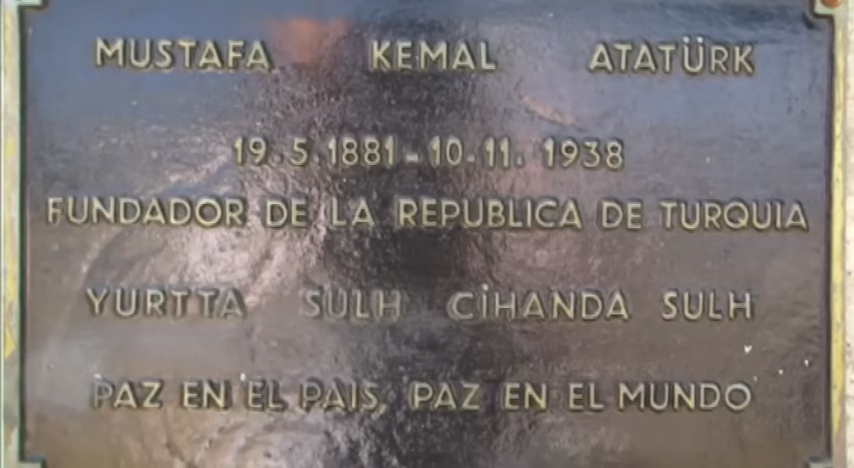 MUSTAFA KEMAL ATATÜRK
19.5.1881-10.11.1938
FUNDADOR DE LA REPUBLICA DE TURQUIA
YURTTA SULH CİHANDA SULH
PAZ EN EL PAIS, PAZ EN EL MUNDO